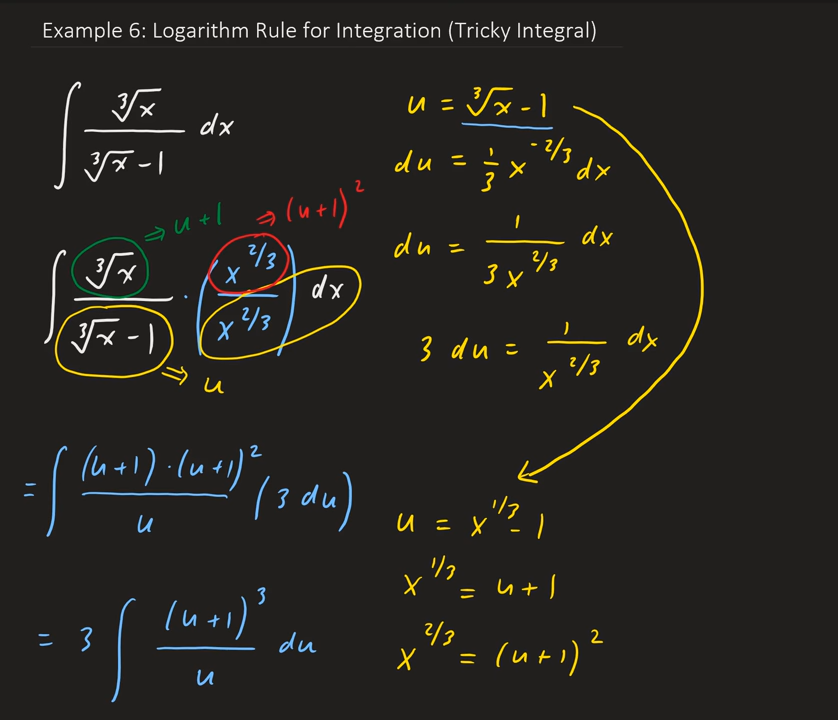 Example 6: Logarithm Rule for Integration (Tricky Integral)
∫ ∛x / (∛x - 1) dx
⇒ u + 1
⇒ (u+1)²
∫ ∛x / (∛x - 1) · (x^(2/3) / x^(2/3)) dx
⇒ u
= ∫ (u+1)·(u+1)² / u (3 du)
= 3 ∫ (u+1)³ / u du
u = ∛x - 1
du = 1/3 x^(-2/3) dx
du = 1 / (3x^(2/3)) dx
3 du = 1 / x^(2/3) dx
u = x^(1/3) - 1
x^(1/3) = u + 1
x^(2/3) = (u+1)²